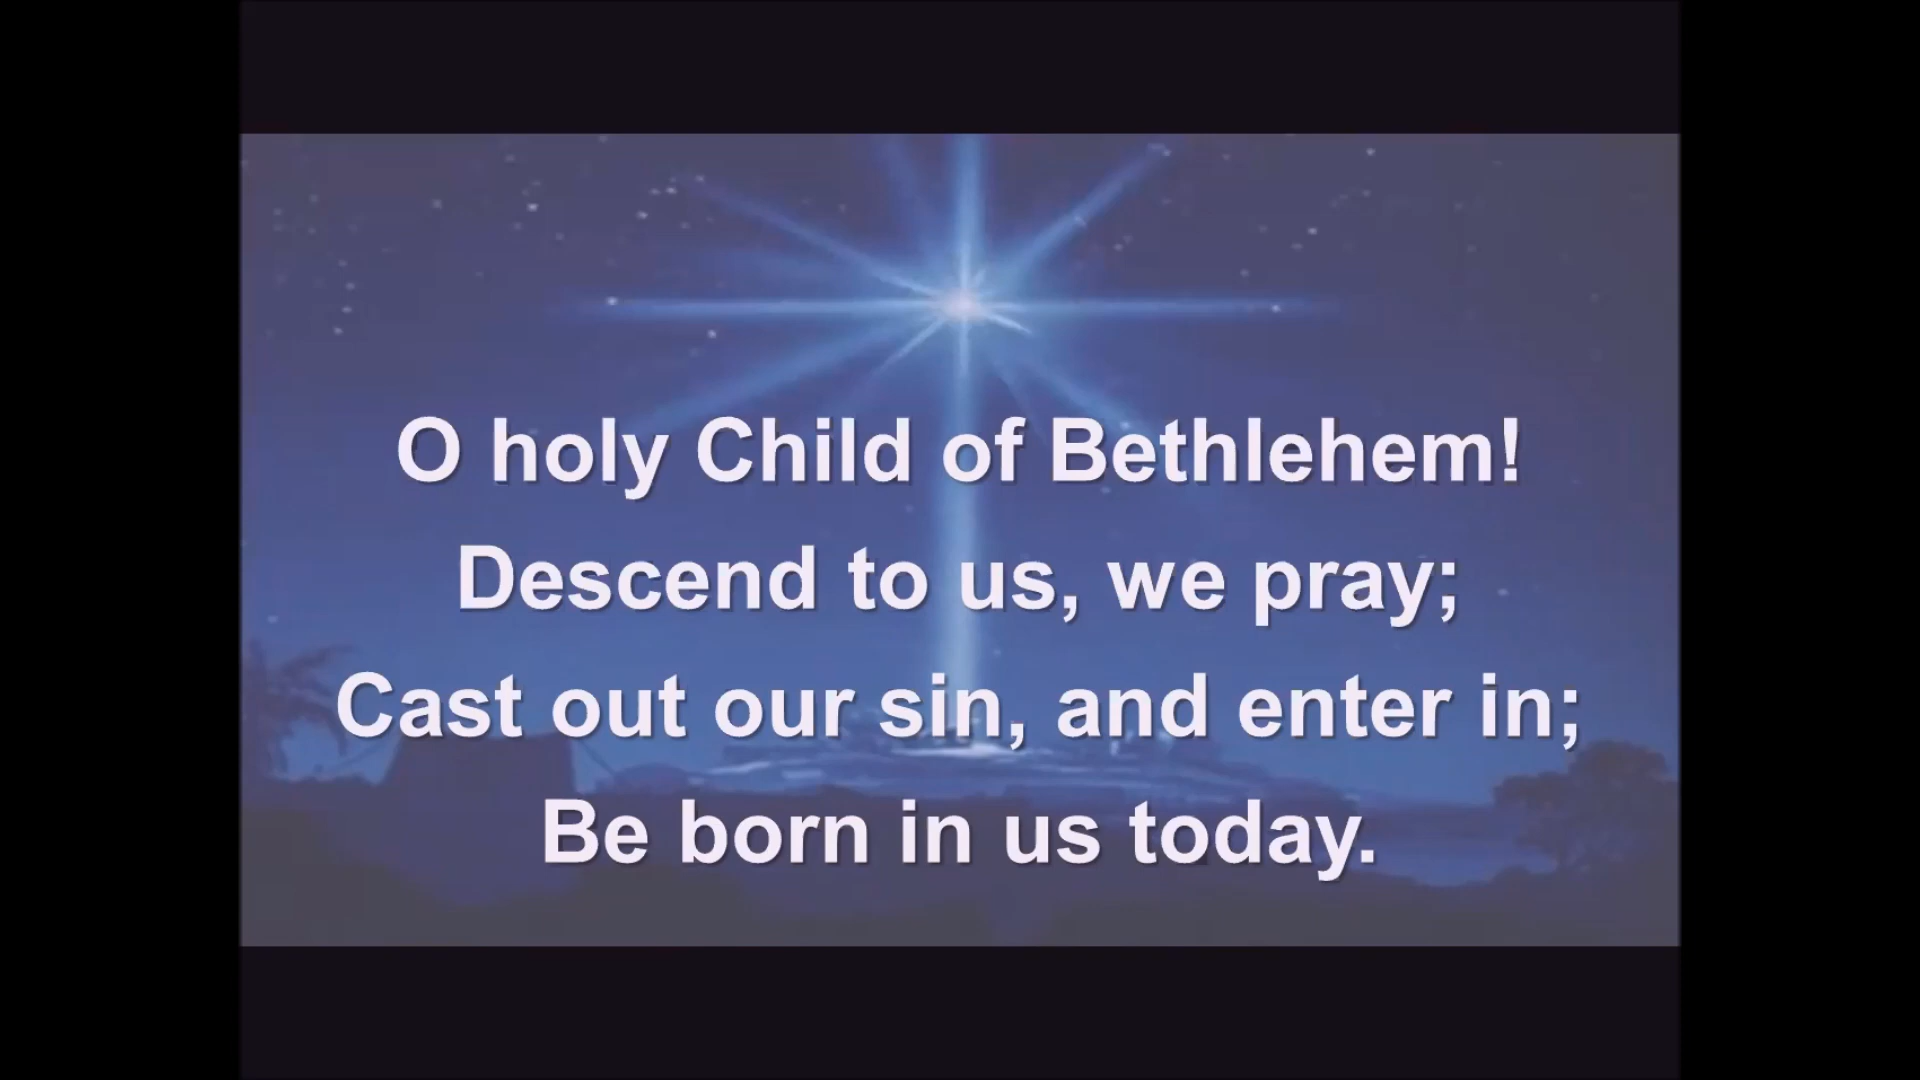 O holy Child of Bethlehem!
Descend to us, we pray;
Cast out our sin, and enter in;
Be born in us today.